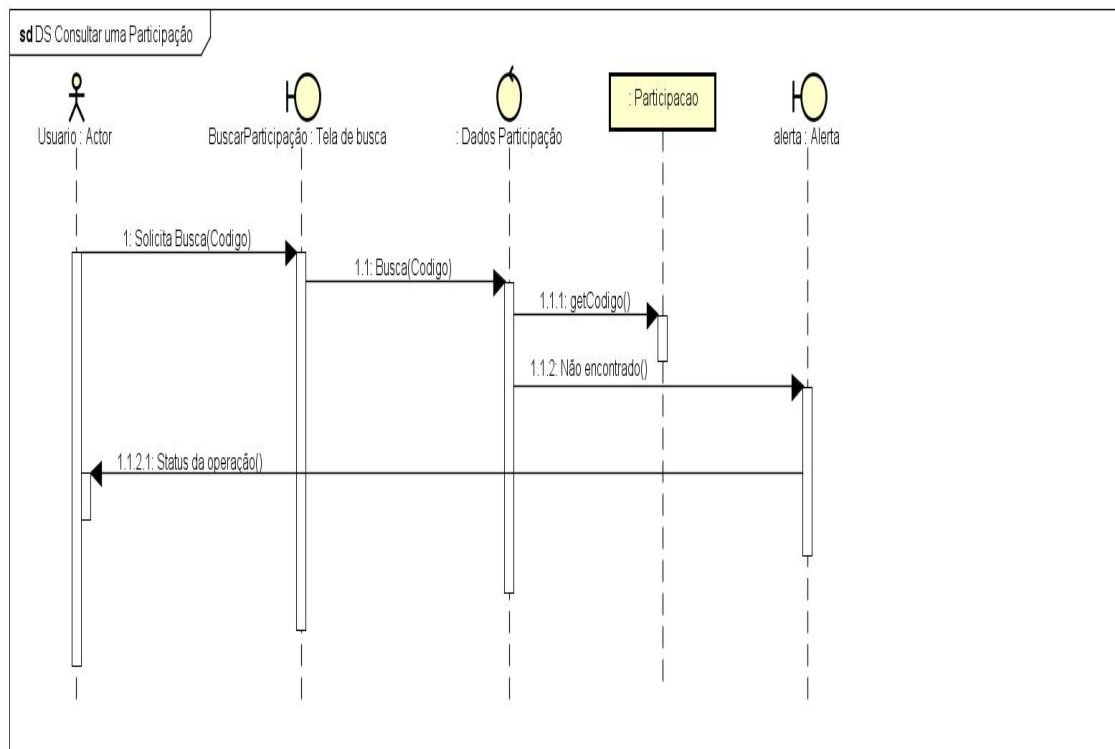 sd DS Consultar uma Participação
Usuario : Actor
BuscarParticipação : Tela de busca
: Dados Participação
: Participacao
alerta : Alerta
1: Solicita Busca(Codigo)
1.1: Busca(Codigo)
1.1.1: getCodigo()
1.1.2: Não encontrado()
1.1.2.1: Status da operação()